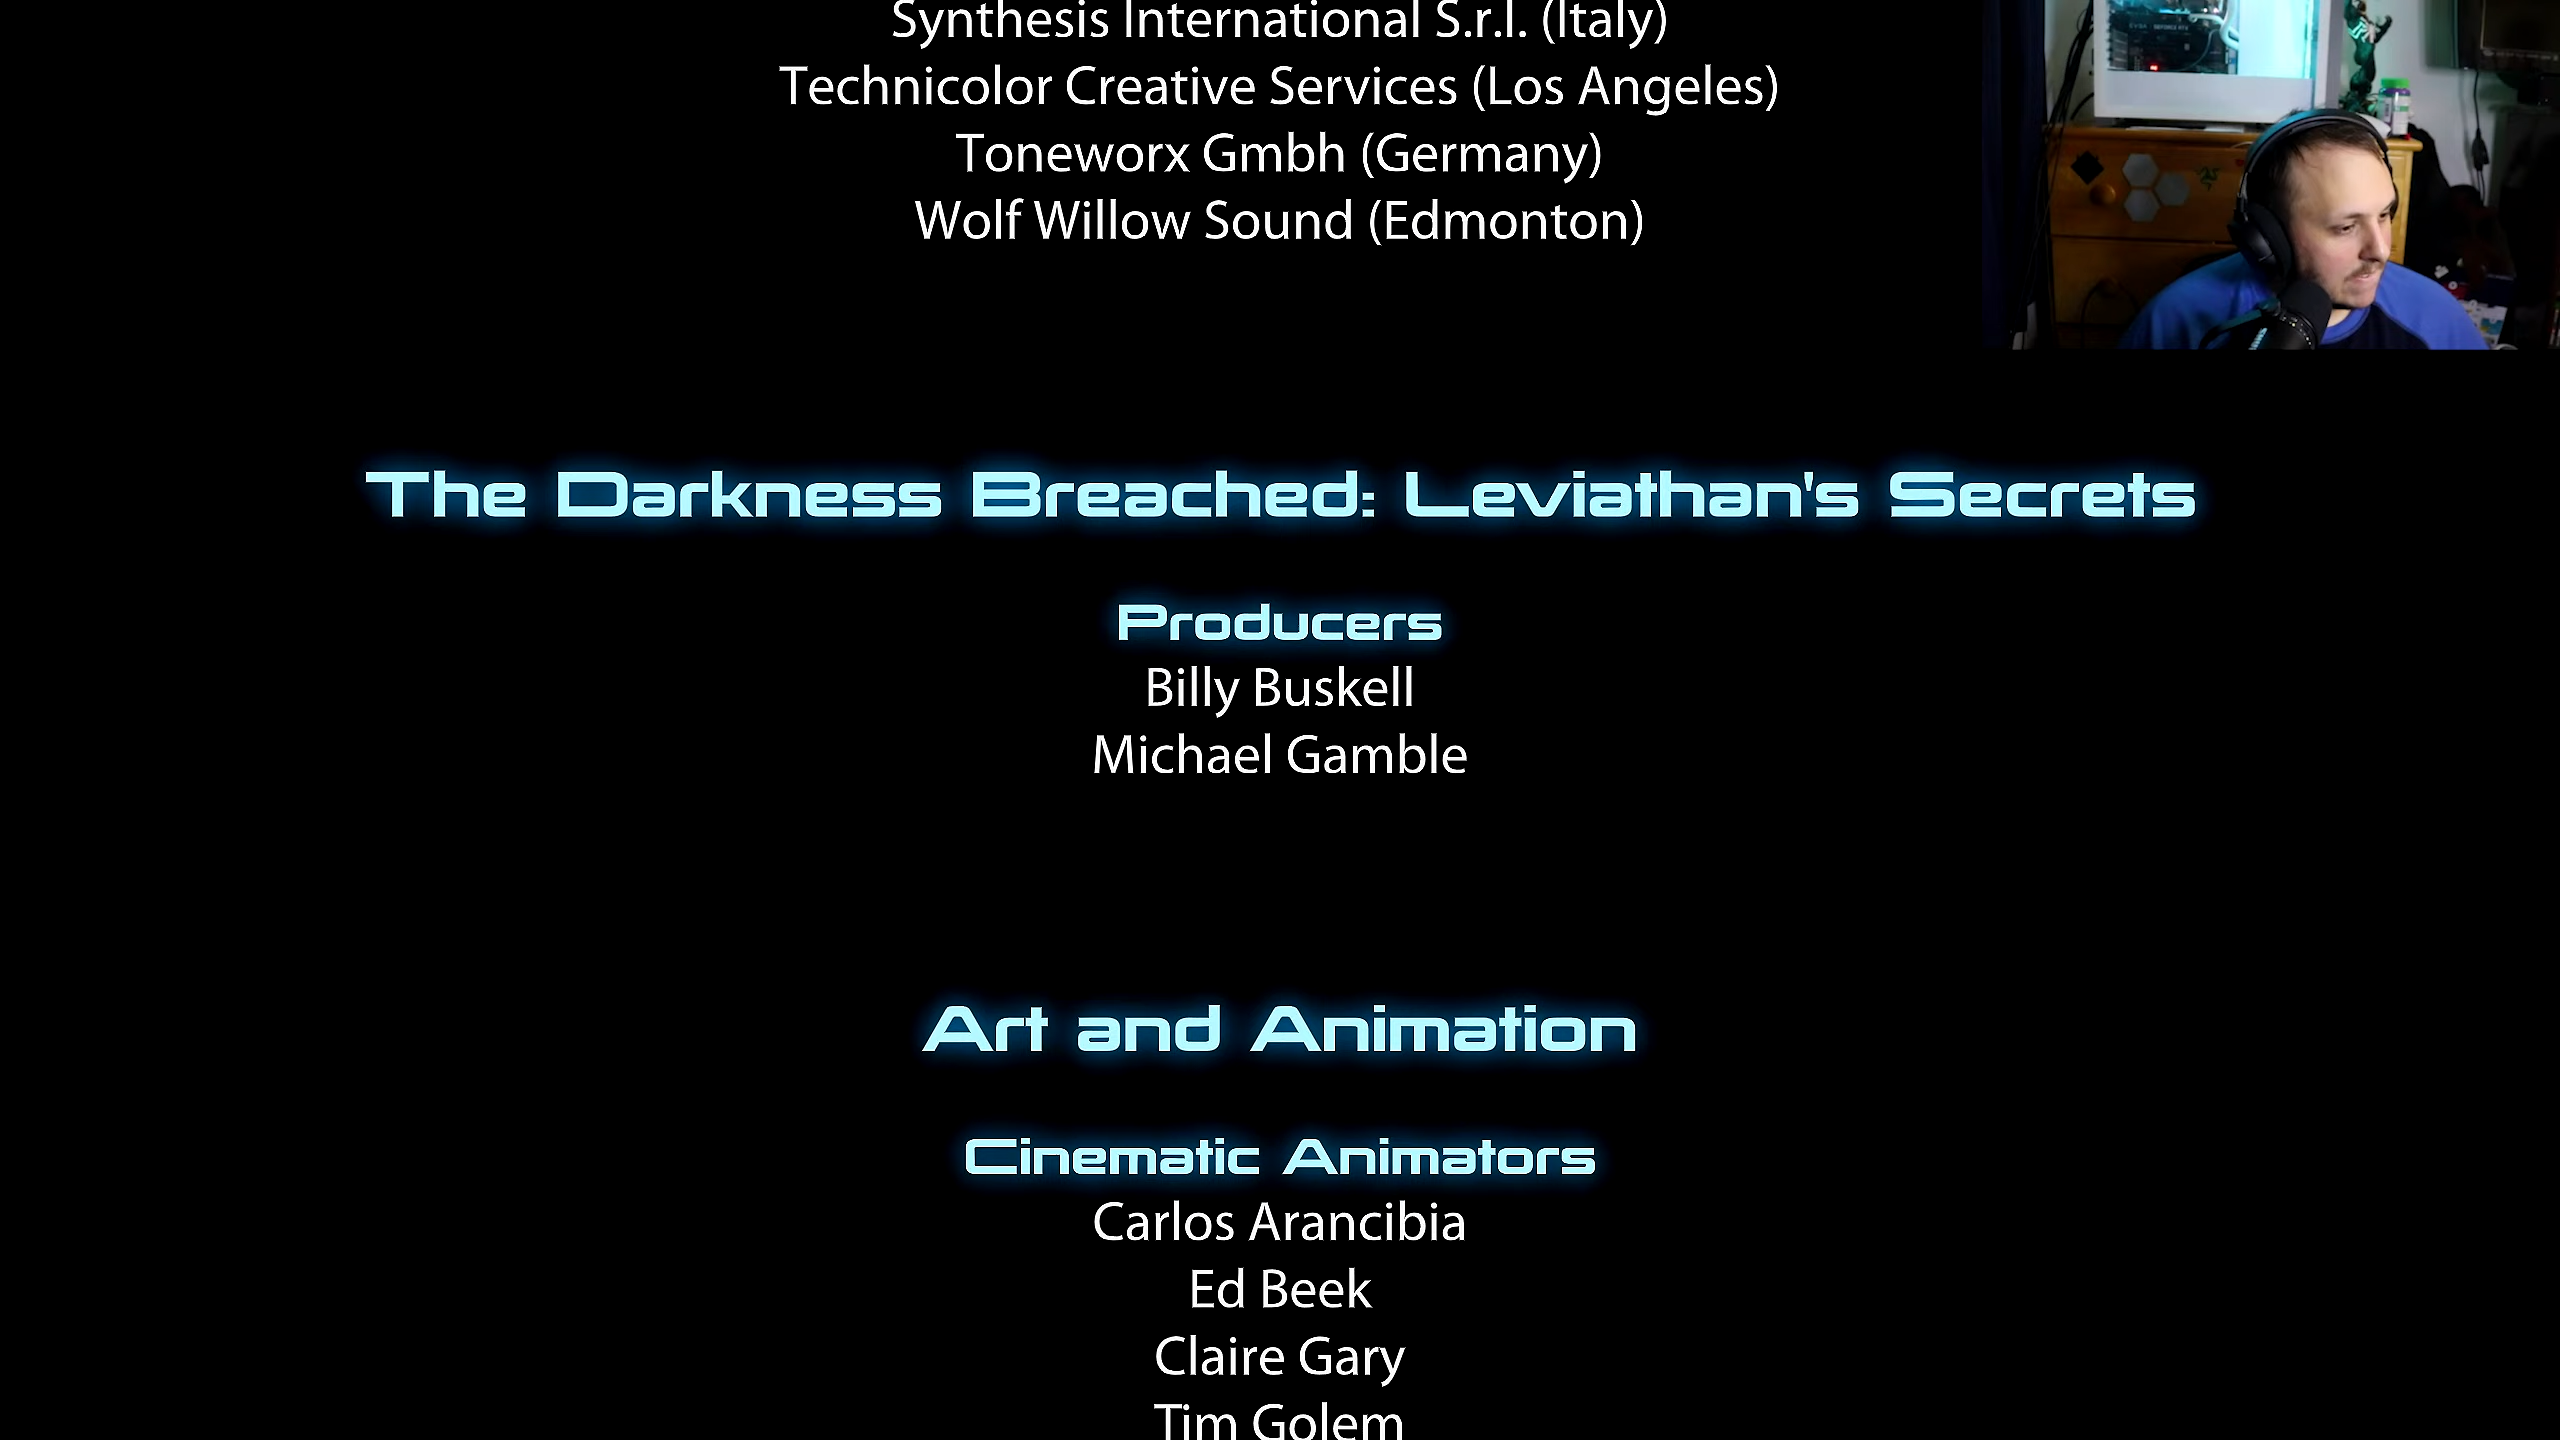 Synthesis International S.r.l. (Italy)
Technicolor Creative Services (Los Angeles)
Toneworx Gmbh (Germany)
Wolf Willow Sound (Edmonton)
The Darkness Breached: Leviathan's Secrets
Producers
Billy Buskell
Michael Gamble
Art and Animation
Cinematic Animators
Carlos Arancibia
Ed Beek
Claire Gary
Tim Golem